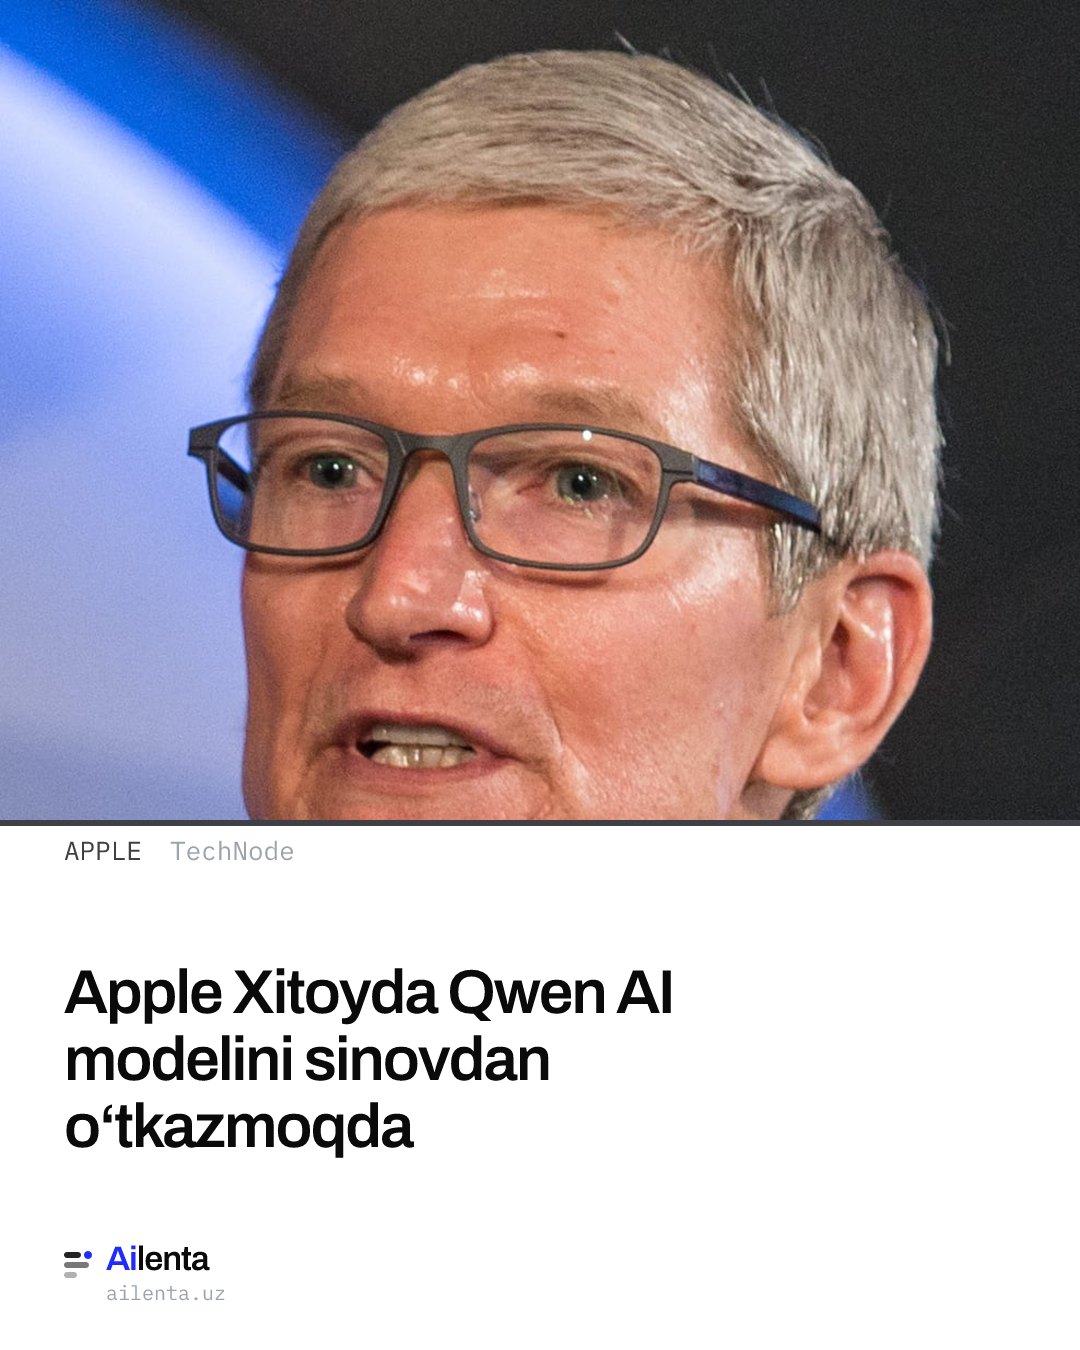 APPLE TechNode
Apple Xitoyda Qwen AI
modelini sinovdan
o‘tkazmoqda
Ailenta
ailenta.uz